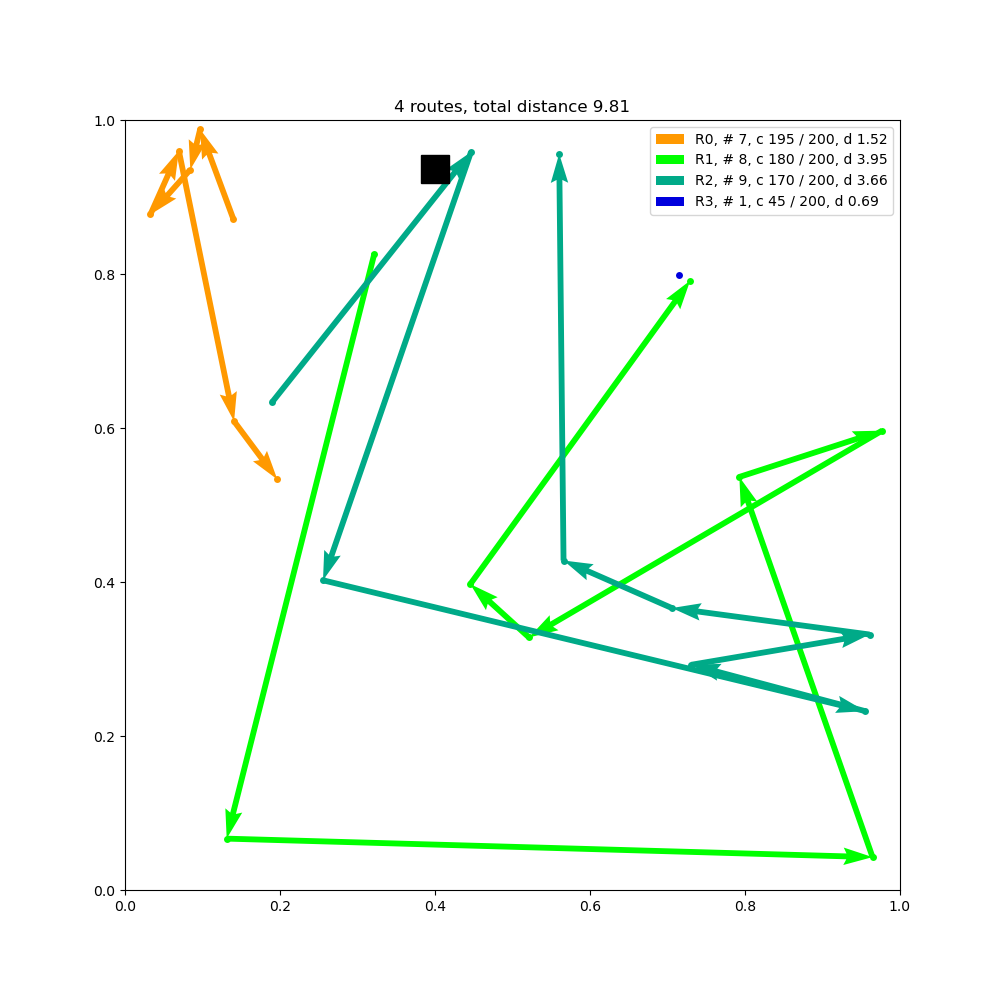 4 routes, total distance 9.81
R0, # 7, c 195 / 200, d 1.52
R1, # 8, c 180 / 200, d 3.95
R2, # 9, c 170 / 200, d 3.66
R3, # 1, c 45 / 200, d 0.69
1.0
0.8
0.6
0.4
0.2
0.0
0.0 0.2 0.4 0.6 0.8 1.0